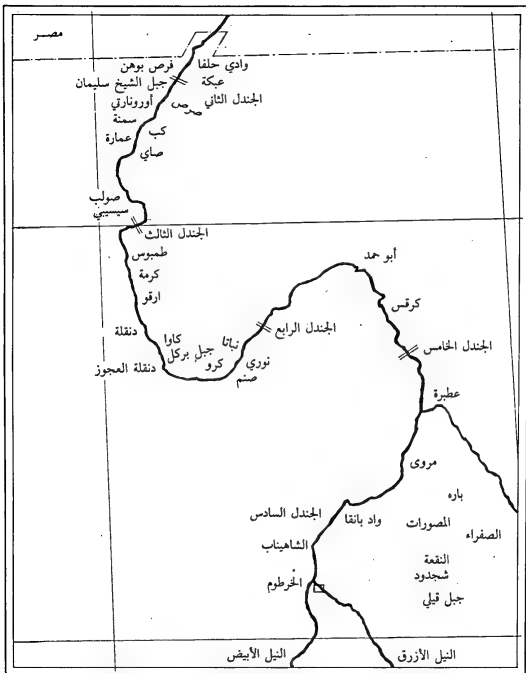 مصر
وادي حلفا
فرص بوهن
عبكة
جبل الشيخ سليمان
الجندل الثاني
صرص
أورونارتي
سمنة
كب
عمارة
صاي
صولب
سيسيبي
الجندل الثالث
طمبوس
كرمة
ارقو
أبو حمد
كرقس
الجندل الرابع
الجندل الخامس
دنقلة
كاوا
نباتا
جبل بركل
كرو
نوري
صنم
دنقلة العجوز
عطبرة
مروى
باره
الصفراء
المصورات
واد بانقا
الجندل السادس
الشاهيناب
النقعة
شجدود
جبل قيلي
الخرطوم
النيل الأزرق
النيل الأبيض